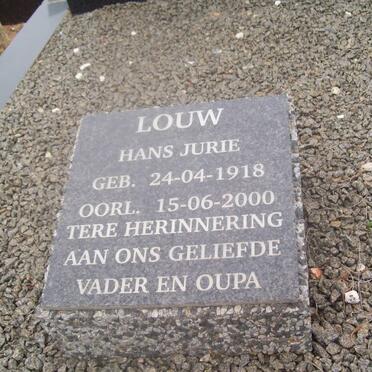 LOUW
HANS JURIE
GEB. 24-04-1918
OORL. 15-06-2000
TERE HERINNERING
AAN ONS GELIEFDE
VADER EN OUPA